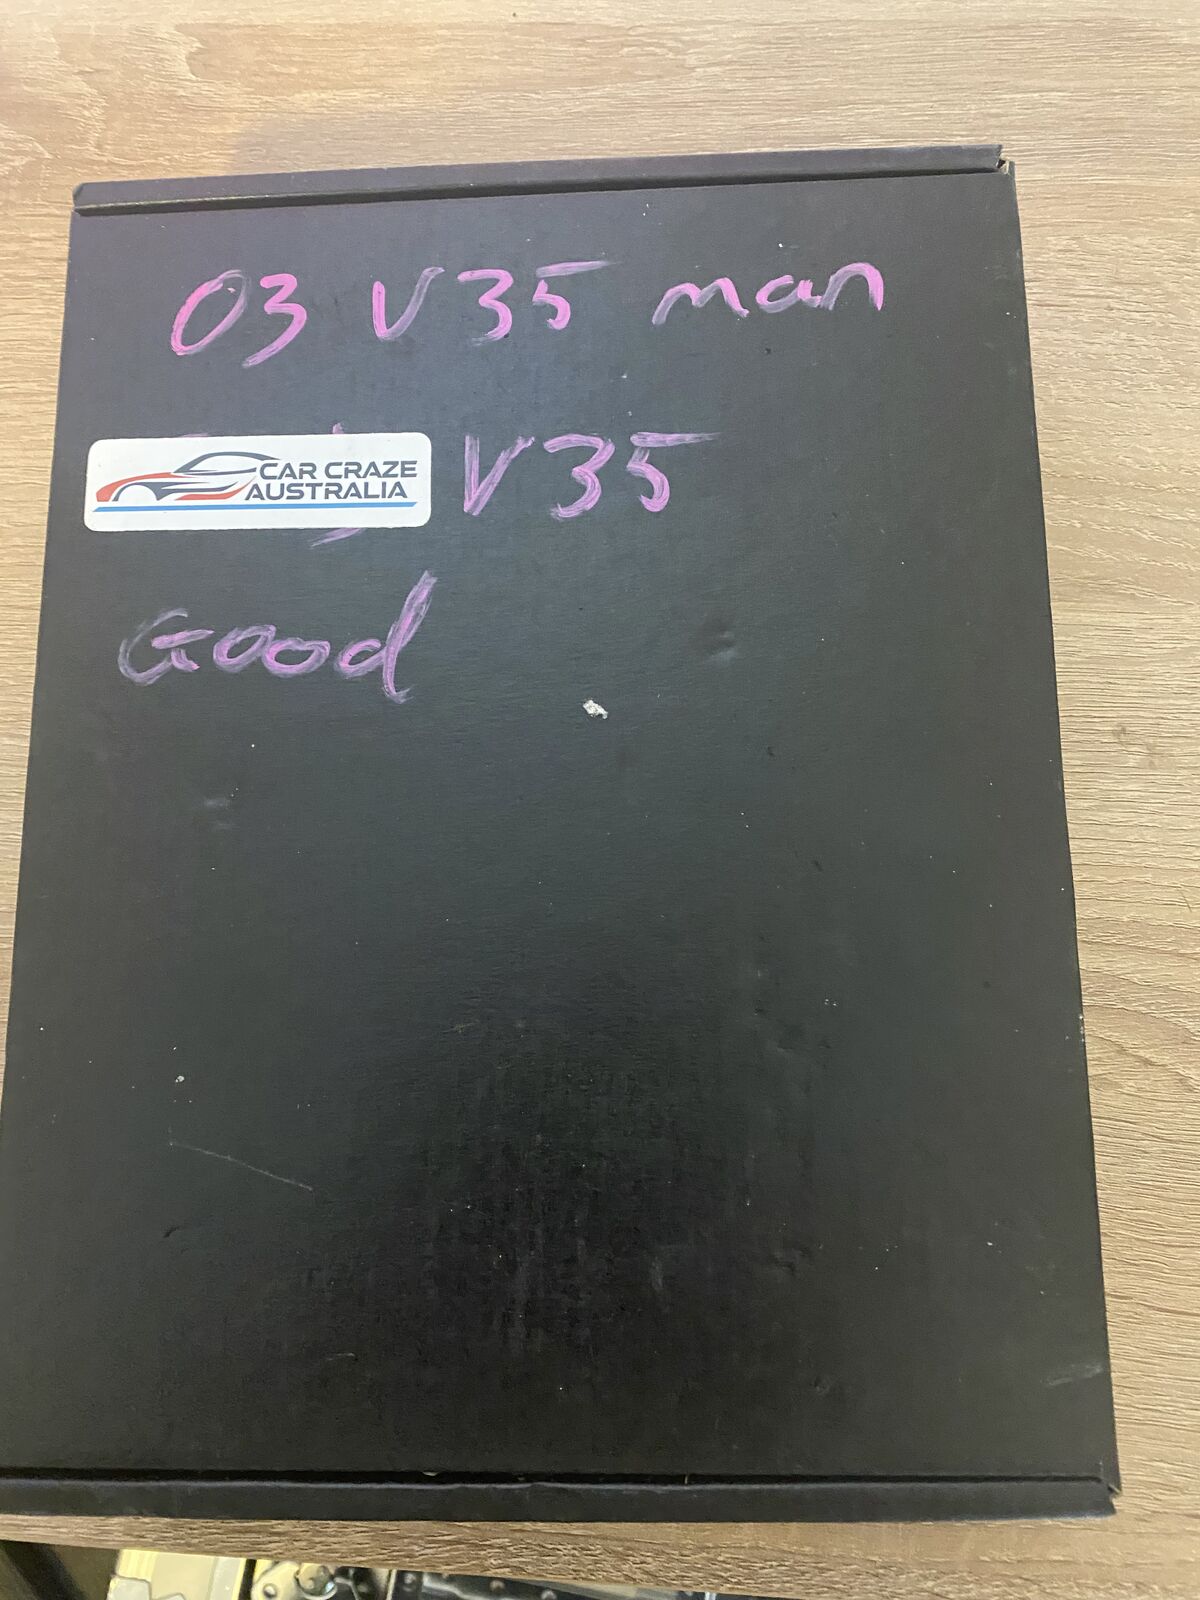 03 V35 man
CAR CRAZE
AUSTRALIA
V35
Good